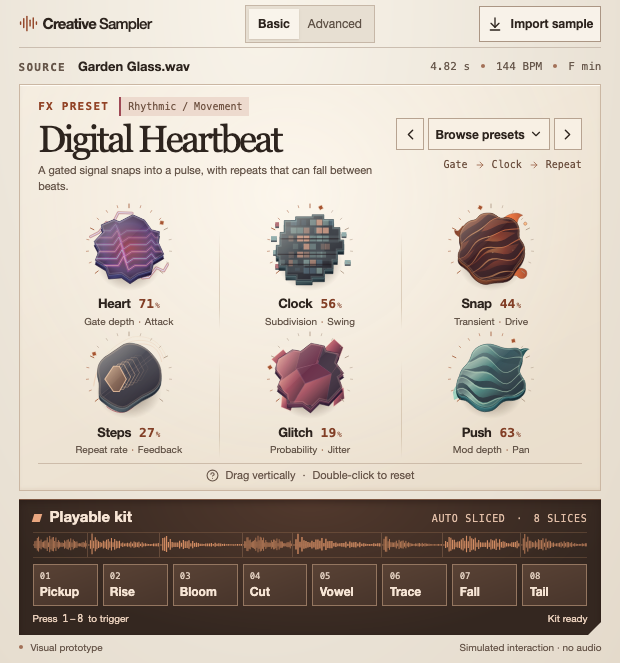 Creative Sampler
Basic Advanced
Import sample
SOURCE Garden Glass.wav
4.82 s • 144 BPM • F min
FX PRESET Rhythmic / Movement
Digital Heartbeat
Browse presets
A gated signal snaps into a pulse, with repeats that can fall between
beats.
Gate → Clock → Repeat
Heart 71%
Clock 56%
Snap 44%
Gate depth · Attack
Subdivision · Swing
Transient · Drive
Steps 27%
Glitch 19%
Push 63%
Repeat rate · Feedback
Probability · Jitter
Mod depth · Pan
? Drag vertically · Double-click to reset
Playable kit
AUTO SLICED · 8 SLICES
01 02 03 04 05 06 07 08
Pickup Rise Bloom Cut Vowel Trace Fall Tail
Press 1–8 to trigger
Kit ready
• Visual prototype
Simulated interaction · no audio